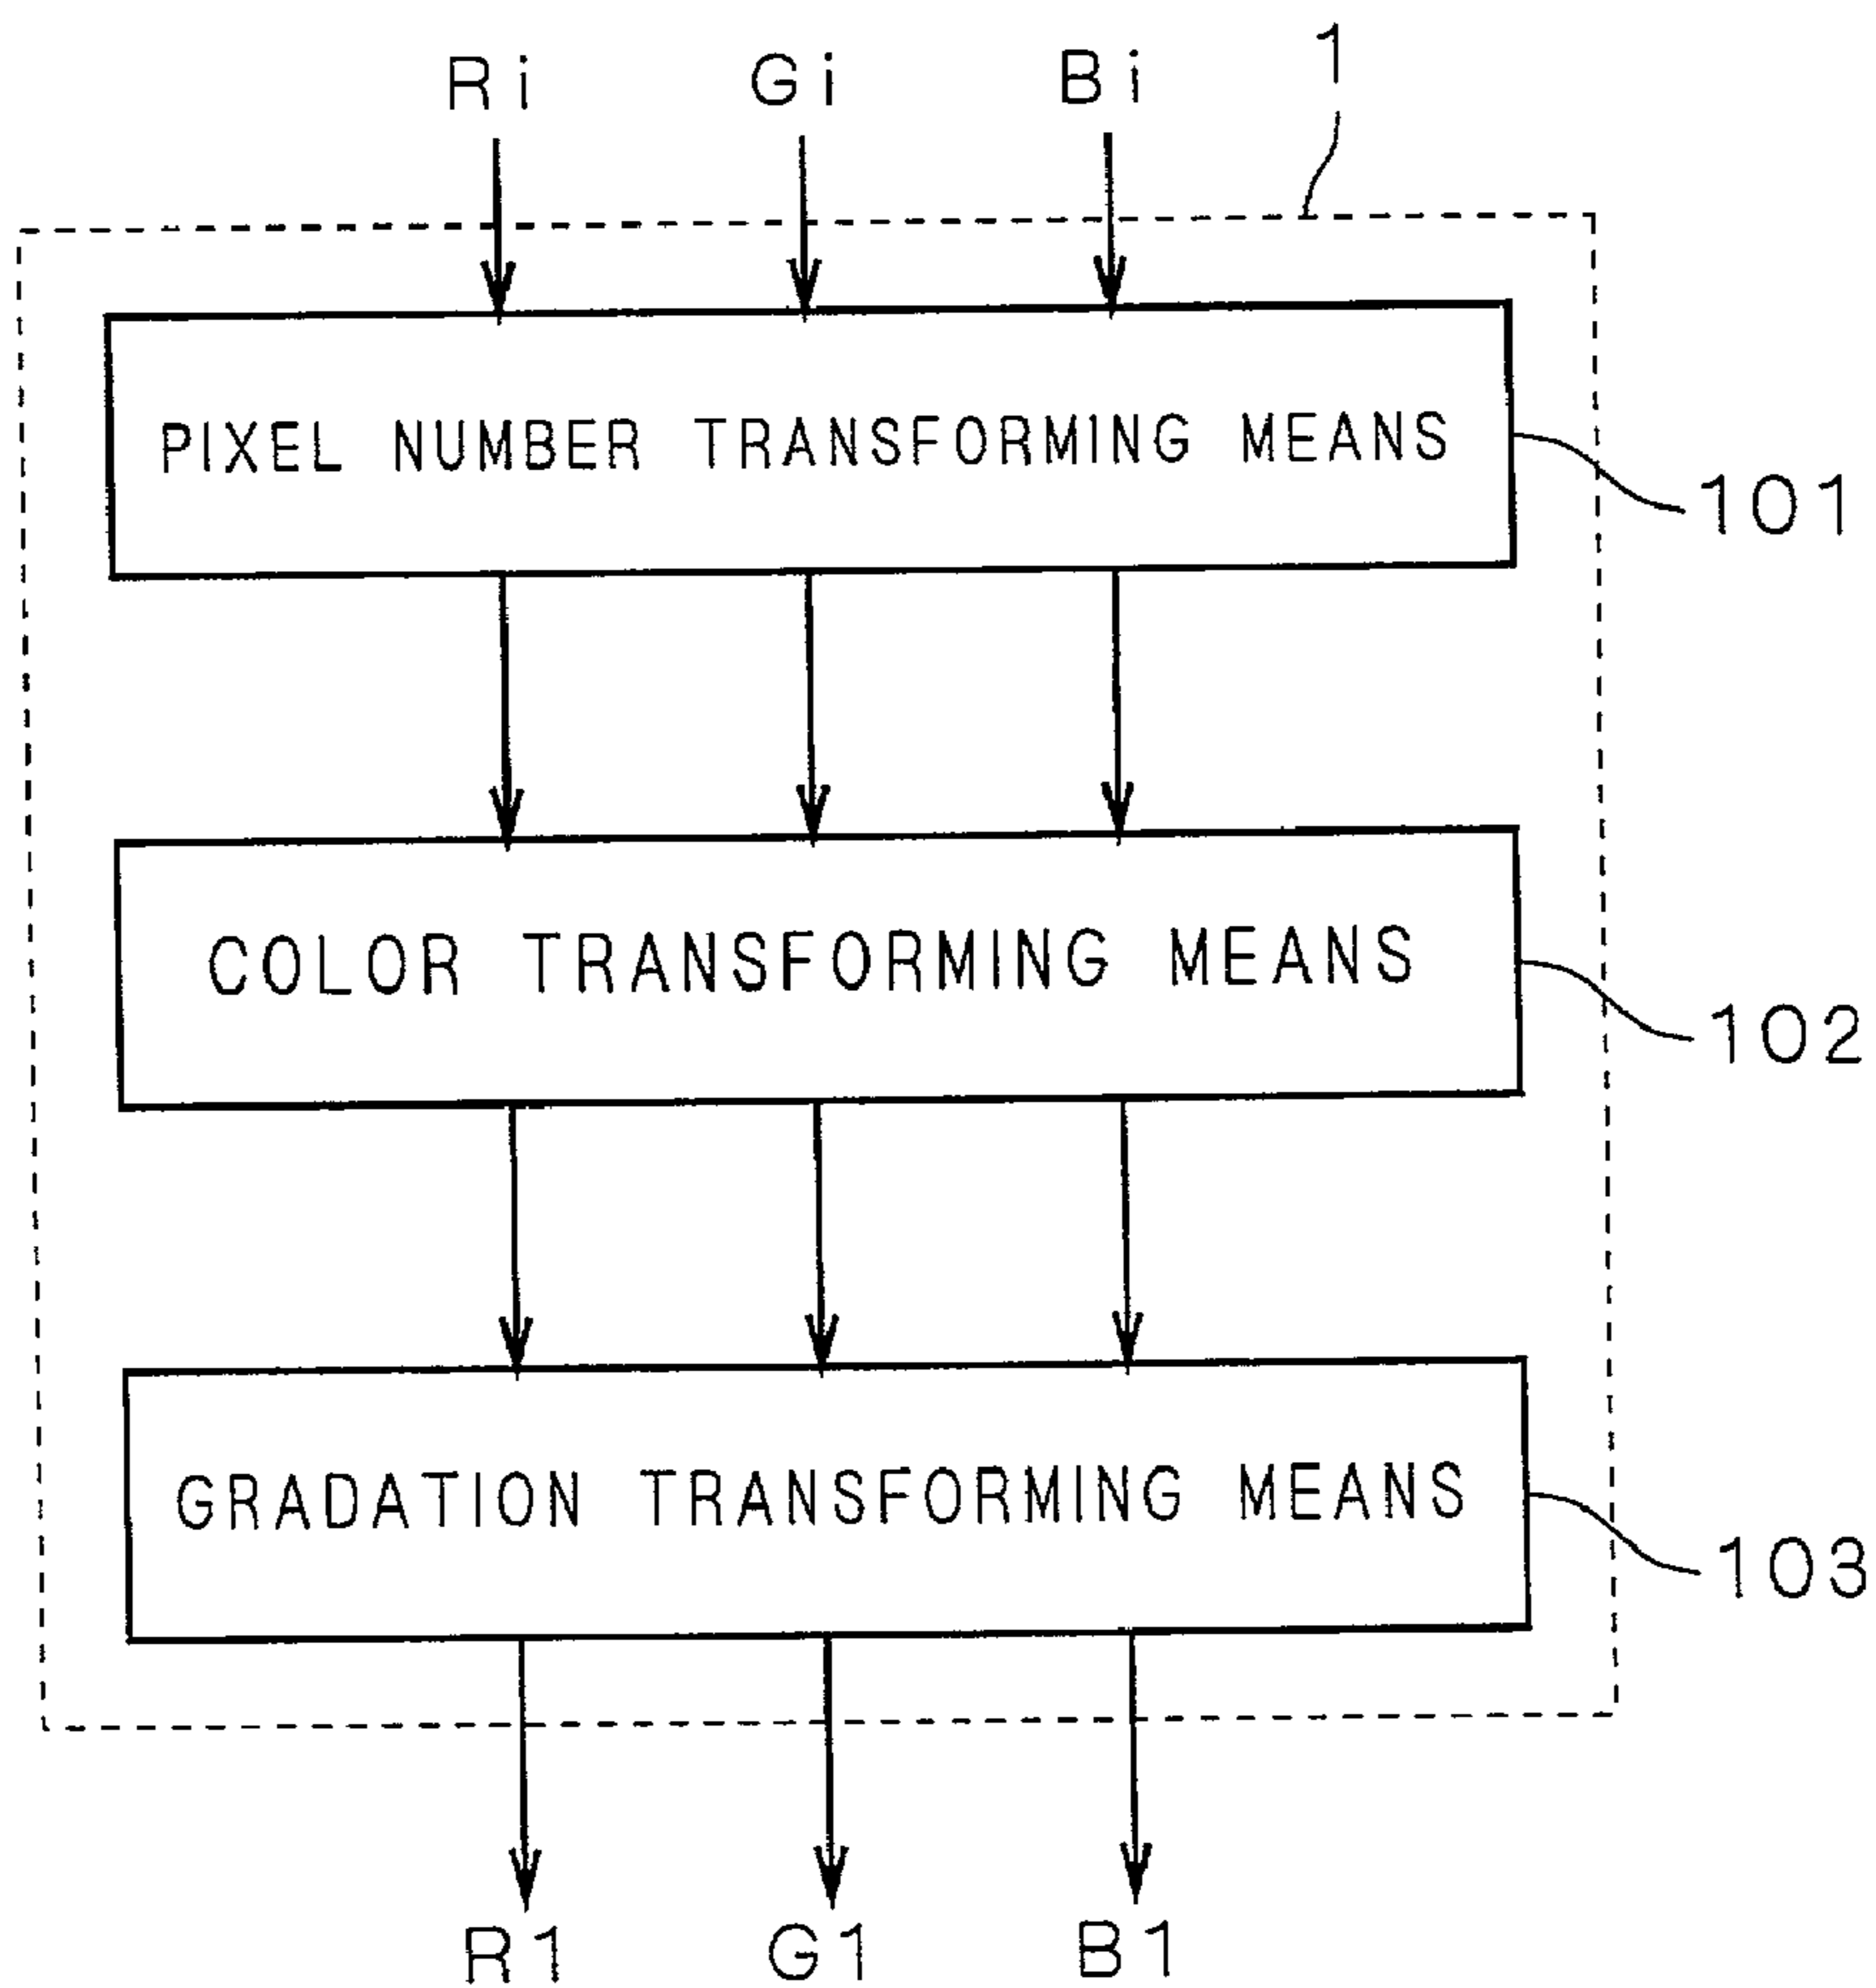 Ri Gi Bi 1
PIXEL NUMBER TRANSFORMING MEANS
101
COLOR TRANSFORMING MEANS
102
GRADATION TRANSFORMING MEANS
103
R1 G1 B1